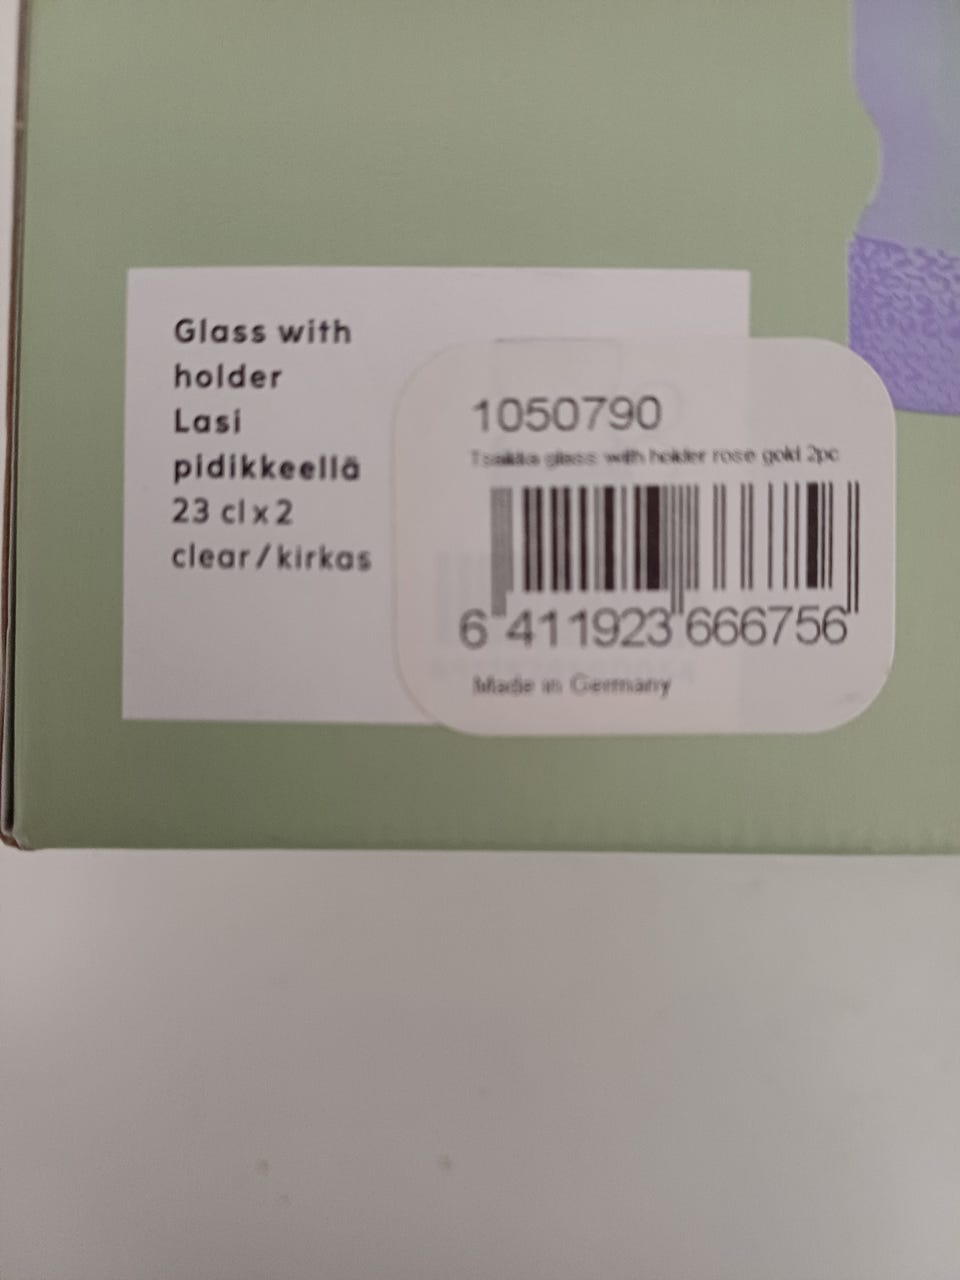 Glass with
holder
Lasi
pidikkeellä
23 cl x 2
clear / kirkas
1050790
Tsaikka glass with holder rose gold 2pc
6 411923 666756
Made in Germany